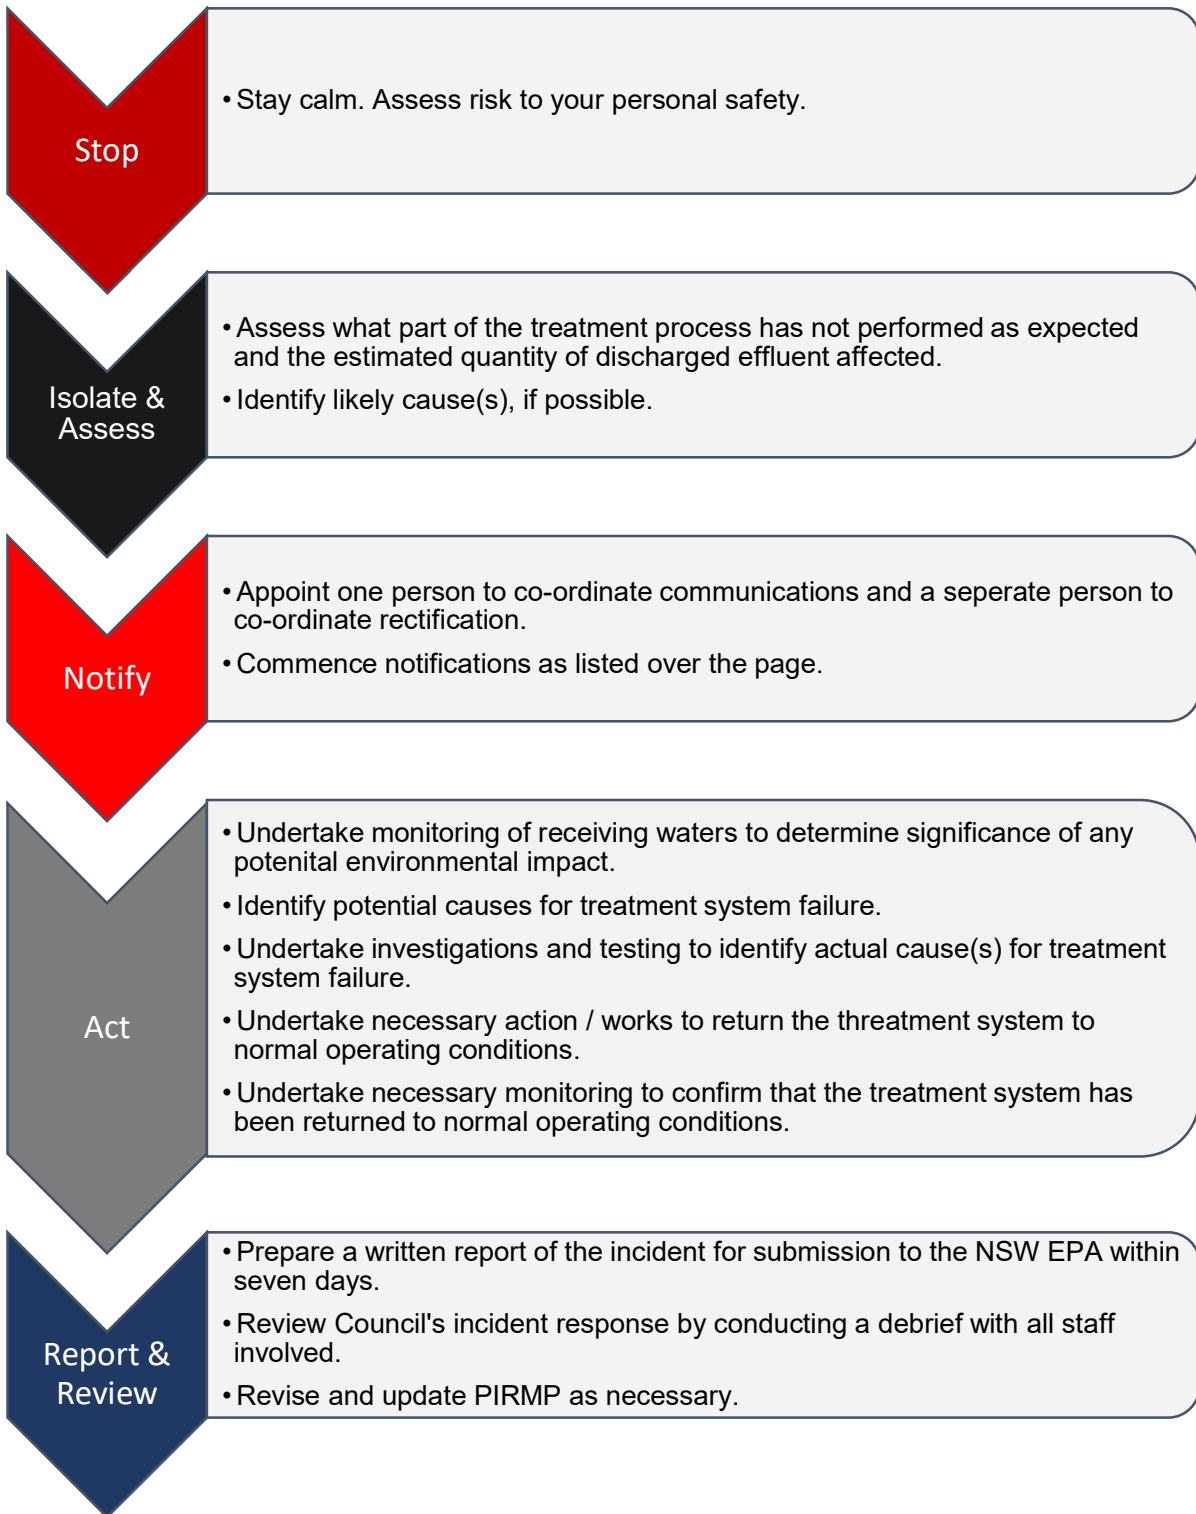 Stop
• Stay calm. Assess risk to your personal safety.
Isolate &
Assess
• Assess what part of the treatment process has not performed as expected
and the estimated quantity of discharged effluent affected.
• Identify likely cause(s), if possible.
Notify
• Appoint one person to co-ordinate communications and a seperate person to
co-ordinate rectification.
• Commence notifications as listed over the page.
Act
• Undertake monitoring of receiving waters to determine significance of any
potenital environmental impact.
• Identify potential causes for treatment system failure.
• Undertake investigations and testing to identify actual cause(s) for treatment
system failure.
• Undertake necessary action / works to return the threatment system to
normal operating conditions.
• Undertake necessary monitoring to confirm that the treatment system has
been returned to normal operating conditions.
Report &
Review
• Prepare a written report of the incident for submission to the NSW EPA within
seven days.
• Review Council's incident response by conducting a debrief with all staff
involved.
• Revise and update PIRMP as necessary.